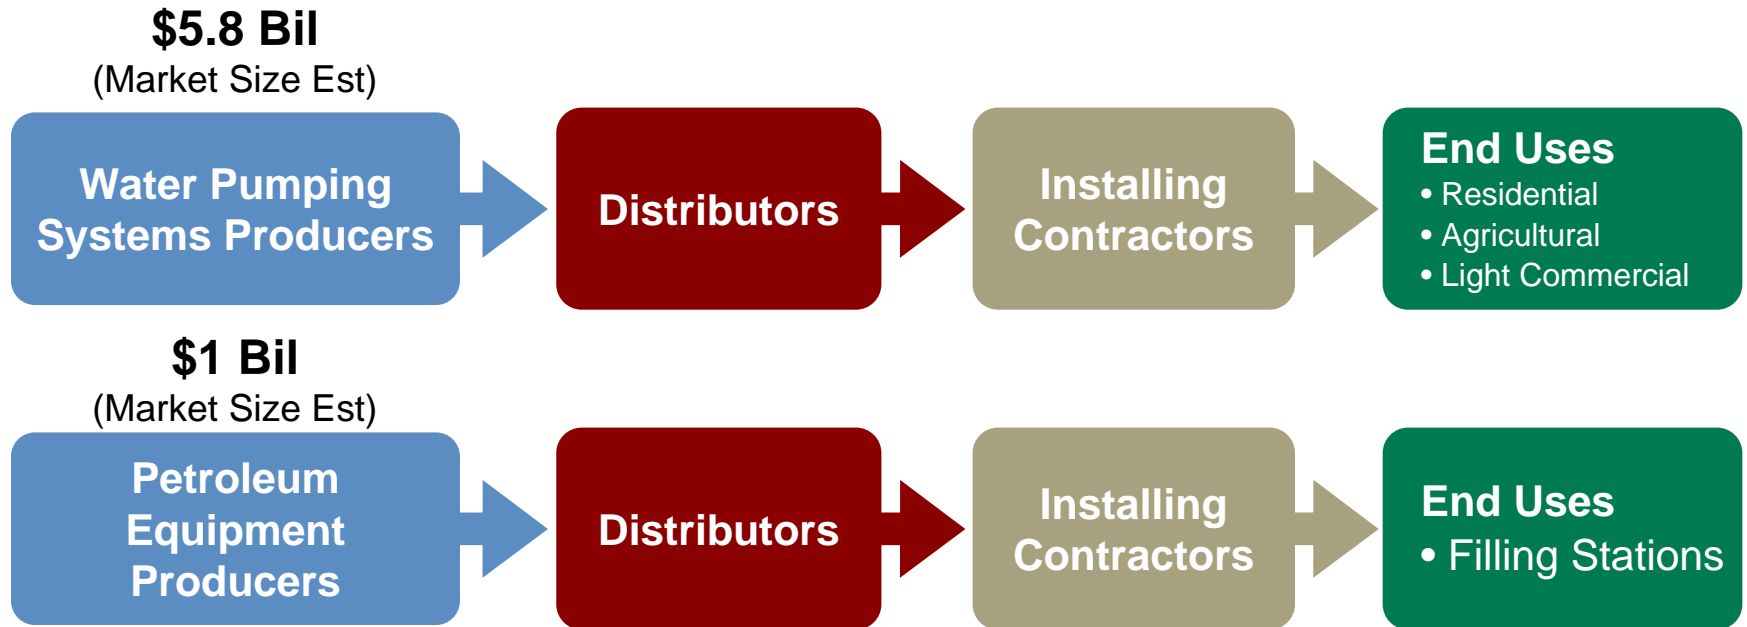 $5.8 Bil
(Market Size Est)
Water Pumping
Systems Producers
Distributors
Installing
Contractors
End Uses
• Residential
• Agricultural
• Light Commercial
$1 Bil
(Market Size Est)
Petroleum
Equipment
Producers
Distributors
Installing
Contractors
End Uses
• Filling Stations